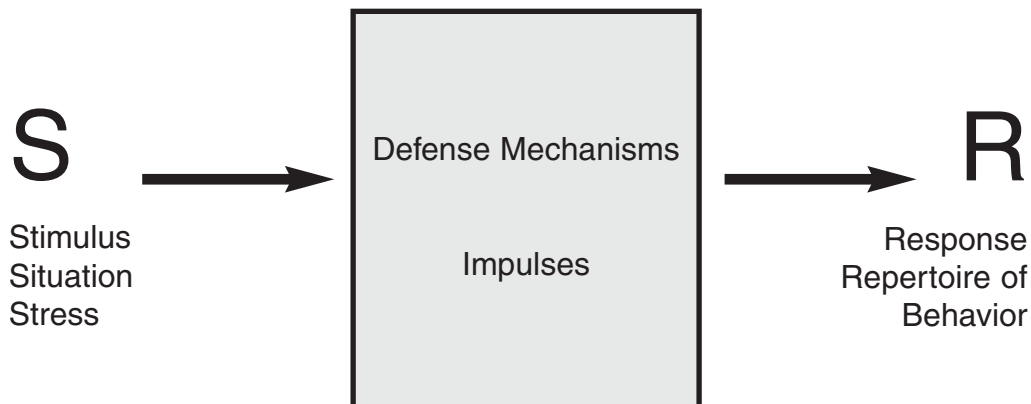 S
Stimulus
Situation
Stress
Defense Mechanisms
Impulses
R
Response
Repertoire of
Behavior